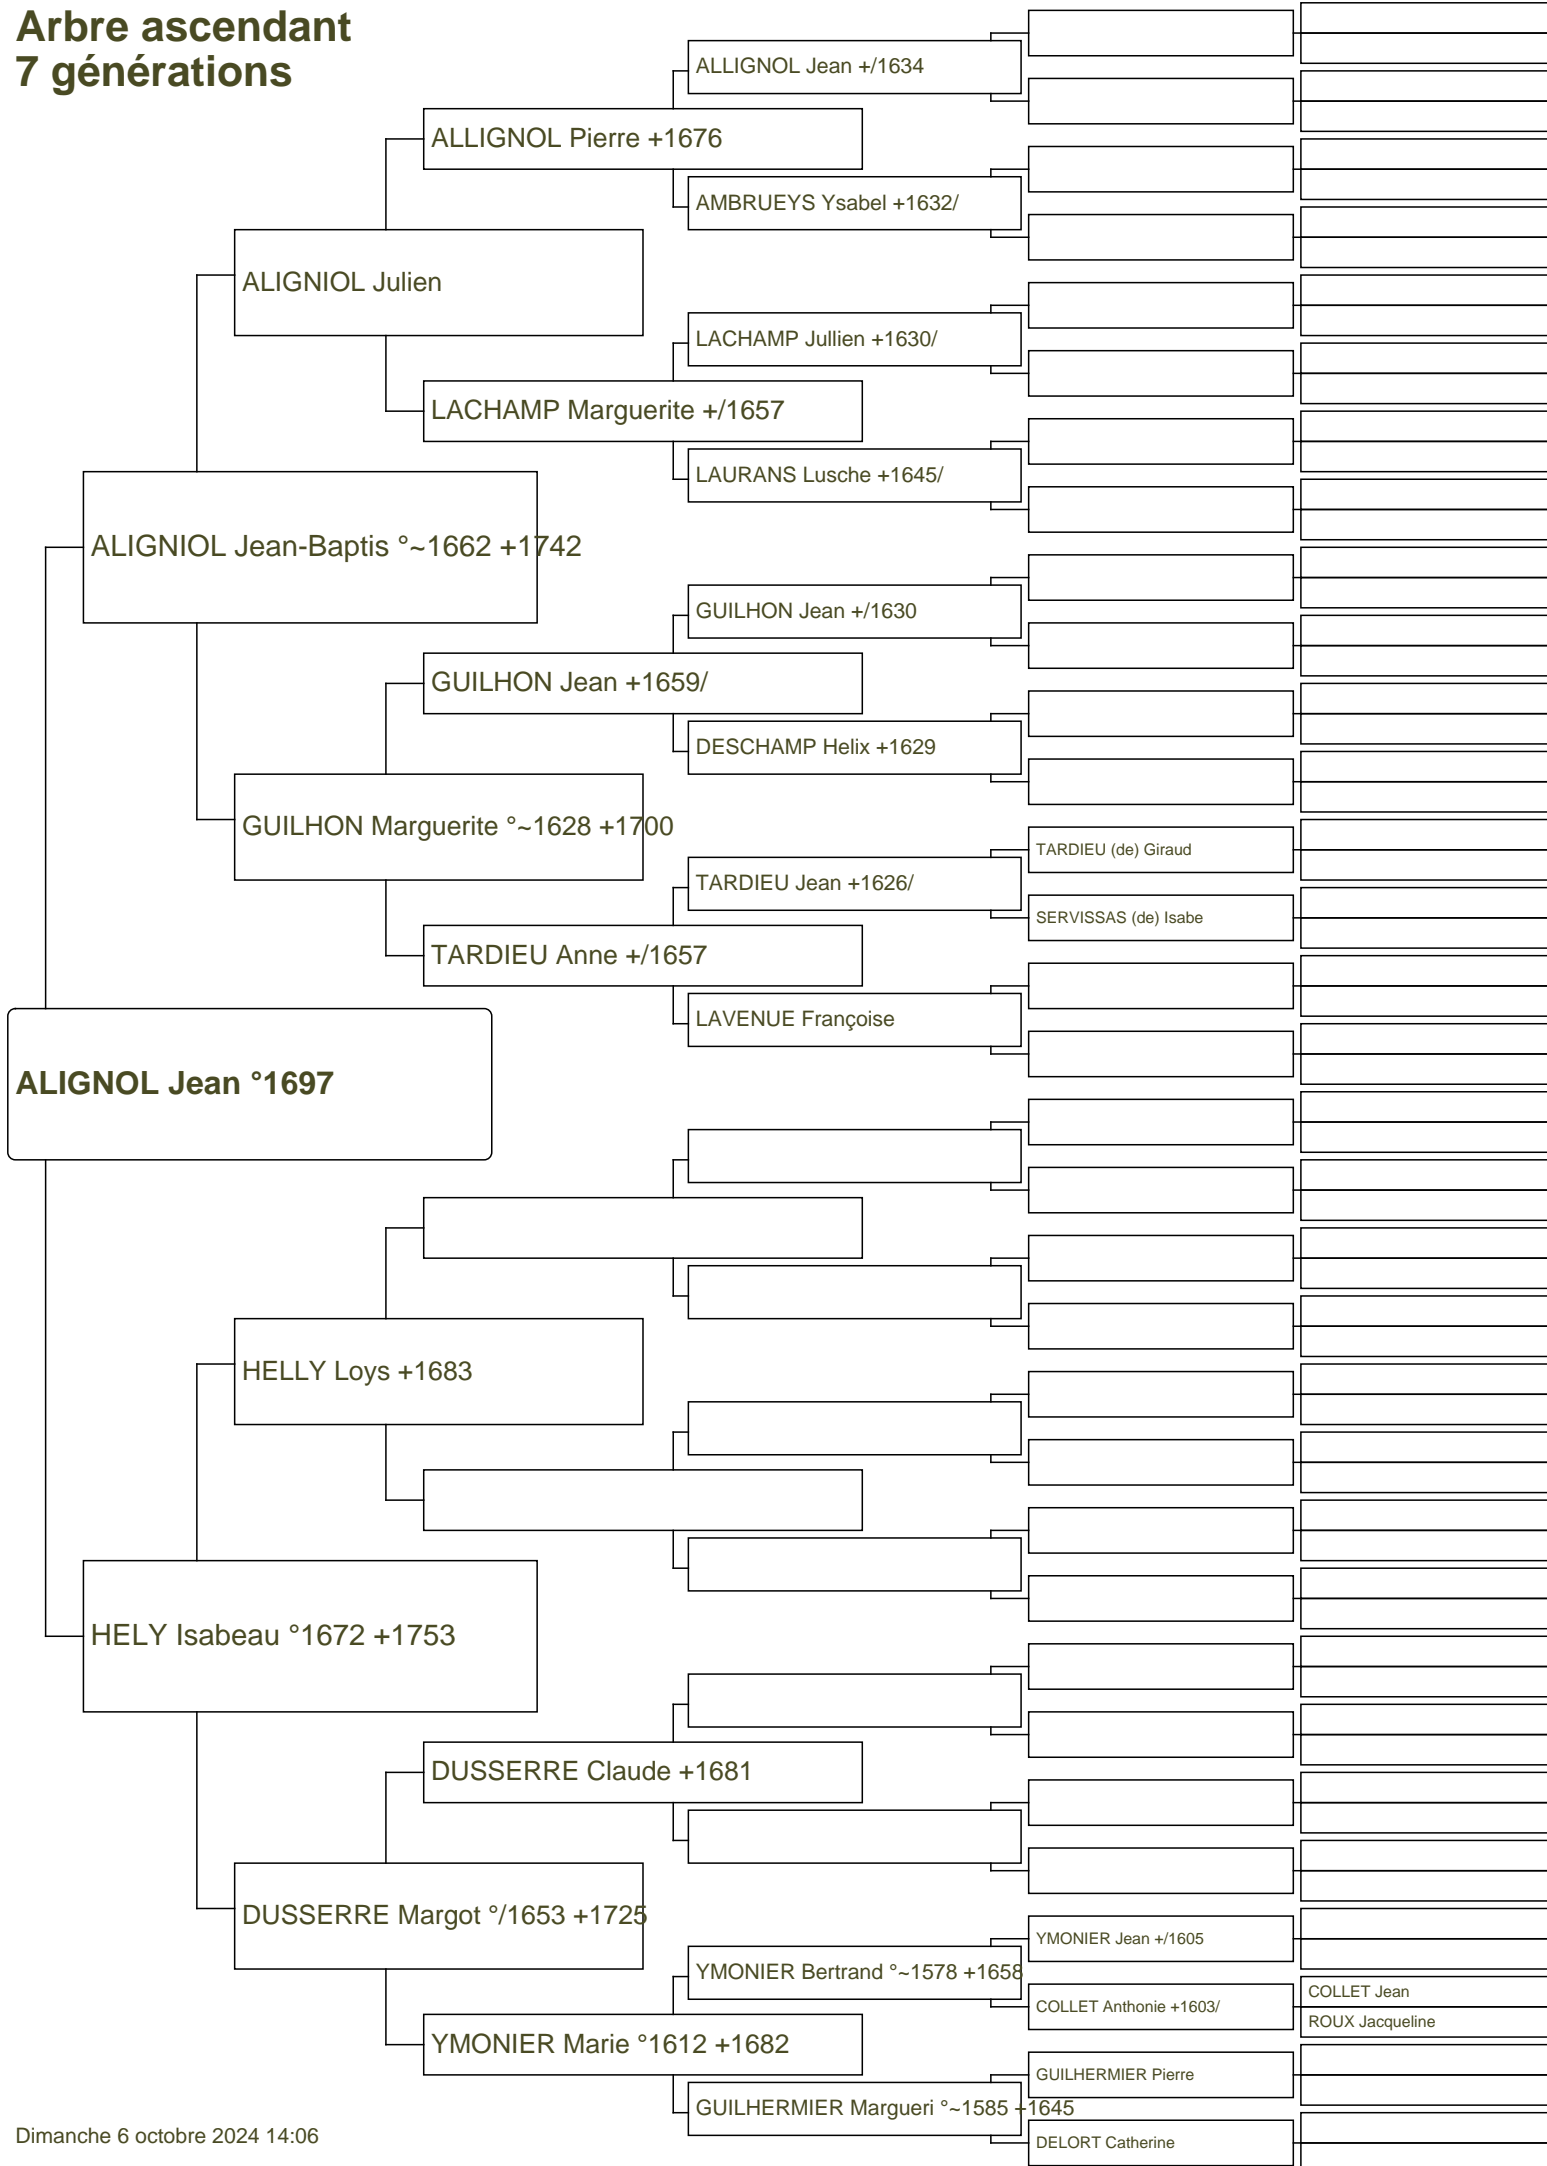 Arbre ascendant
7 générations
ALLIGNOL Jean +/1634
ALLIGNOL Pierre +1676
AMBRUEYS Ysabel +1632/
ALIGNIOL Julien
LACHAMP Jullien +1630/
LACHAMP Marguerite +/1657
LAURANS Lusche +1645/
ALIGNIOL Jean-Baptis °~1662 +1742
GUILHON Jean +/1630
GUILHON Jean +1659/
DESCHAMP Helix +1629
GUILHON Marguerite °~1628 +1700
TARDIEU (de) Giraud
TARDIEU Jean +1626/
SERVISSAS (de) Isabe
TARDIEU Anne +/1657
LAVENUE Françoise
ALIGNOL Jean °1697
HELLY Loys +1683
HELY Isabeau °1672 +1753
DUSSERRE Claude +1681
DUSSERRE Margot °/1653 +1725
YMONIER Jean +/1605
YMONIER Bertrand °~1578 +1658
COLLET Jean
COLLET Anthonie +1603/
ROUX Jacqueline
YMONIER Marie °1612 +1682
GUILHERMIER Pierre
GUILHERMIER Margueri °~1585 +1645
DELORT Catherine
Dimanche 6 octobre 2024 14:06